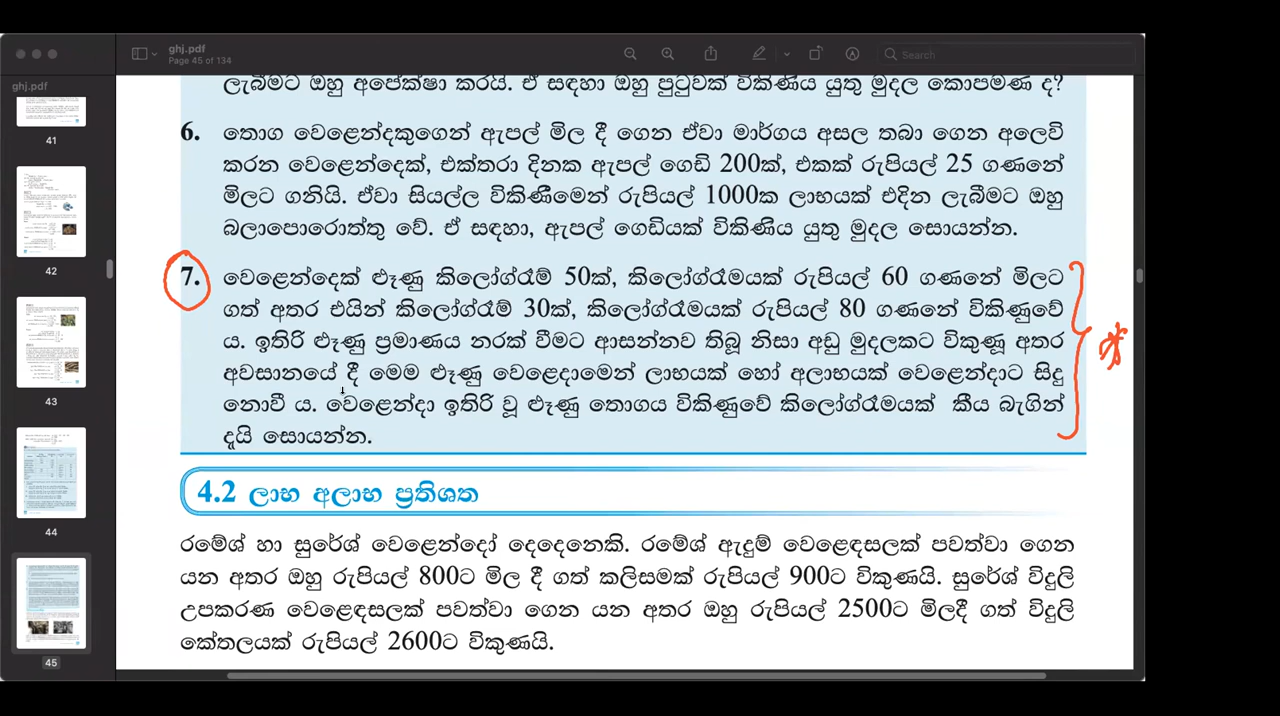 ghj.pdf
Page 45 of 134
Search
ghj.pdf
41
42
43
44
45
ලැබීමට ඔහු අපේක්ෂා කරයි. ඒ සඳහා ඔහු පුටුවක් විකිණිය යුතු මුදල කොපමණ ද?
6. තොග වෙළෙන්දකුගෙන් ඇපල් මිල දී ගෙන ඒවා මාර්ගය අසල තබා ගෙන අලෙවි
කරන වෙළෙන්දෙක්, එක්තරා දිනක ඇපල් ගෙඩි 200ක්, එකක් රුපියල් 25 ගණනේ
මිලට ගනියි. ඒවා සියල්ල විකිණීමෙන් රුපියල් 1000ක ලාභයක් එදින ලැබීමට ඔහු
බලාපොරොත්තු වේ. ඒ සඳහා, ඇපල් ගෙඩියක් විකිණිය යුතු මුදල සොයන්න.
7. වෙළෙන්දෙක් ළූණු කිලෝග්රෑම් 50ක්, කිලෝග්රෑමයක් රුපියල් 60 ගණනේ මිලට
ගත් අතර එයින් කිලෝග්රෑම් 30ක් කිලෝග්රෑමයක් රුපියල් 80 ගණනේ විකිණුවේ
ය. ඉතිරි ළූණු ප්‍රමාණය නරක් වීමට ආසන්නව තිබූ නිසා අඩු මුදලකට විකුණූ අතර
අවසානයේ දී මෙම ළූණු වෙළෙඳාමෙන් ලාභයක් හෝ අලාභයක් වෙළෙන්දාට සිදු
නොවී ය. වෙළෙන්දා ඉතිරි වූ ළූණු තොගය විකිණුවේ කිලෝග්රෑමයක් කීය බැගින්
දැයි සොයන්න.
4.2 ලාභ අලාභ ප්‍රතිශත
රමේශ් හා සුරේශ් වෙළෙන්දෝ දෙදෙනෙකි. රමේශ් ඇඳුම් වෙළෙඳසලක් පවත්වා ගෙන
යන අතර ඔහු රුපියල් 800ට මිල දී ගත් කලිසමක් රුපියල් 900ට විකුණයි. සුරේශ් විදුලි
උපකරණ වෙළෙඳසලක් පවත්වා ගෙන යන අතර ඔහු රුපියල් 2500ට මිලදී ගත් විදුලි
කේතලයක් රුපියල් 2600ට විකුණයි.